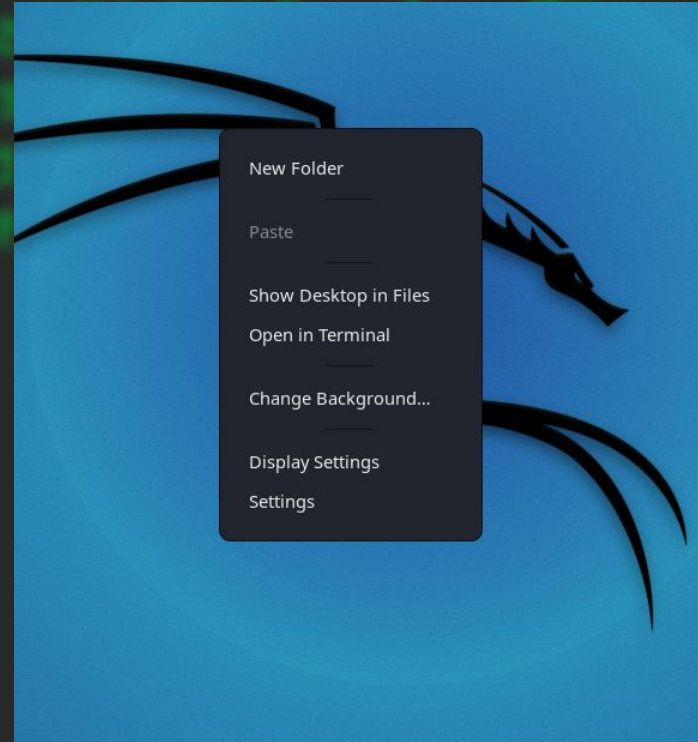 New Folder
Paste
Show Desktop in Files
Open in Terminal
Change Background...
Display Settings
Settings